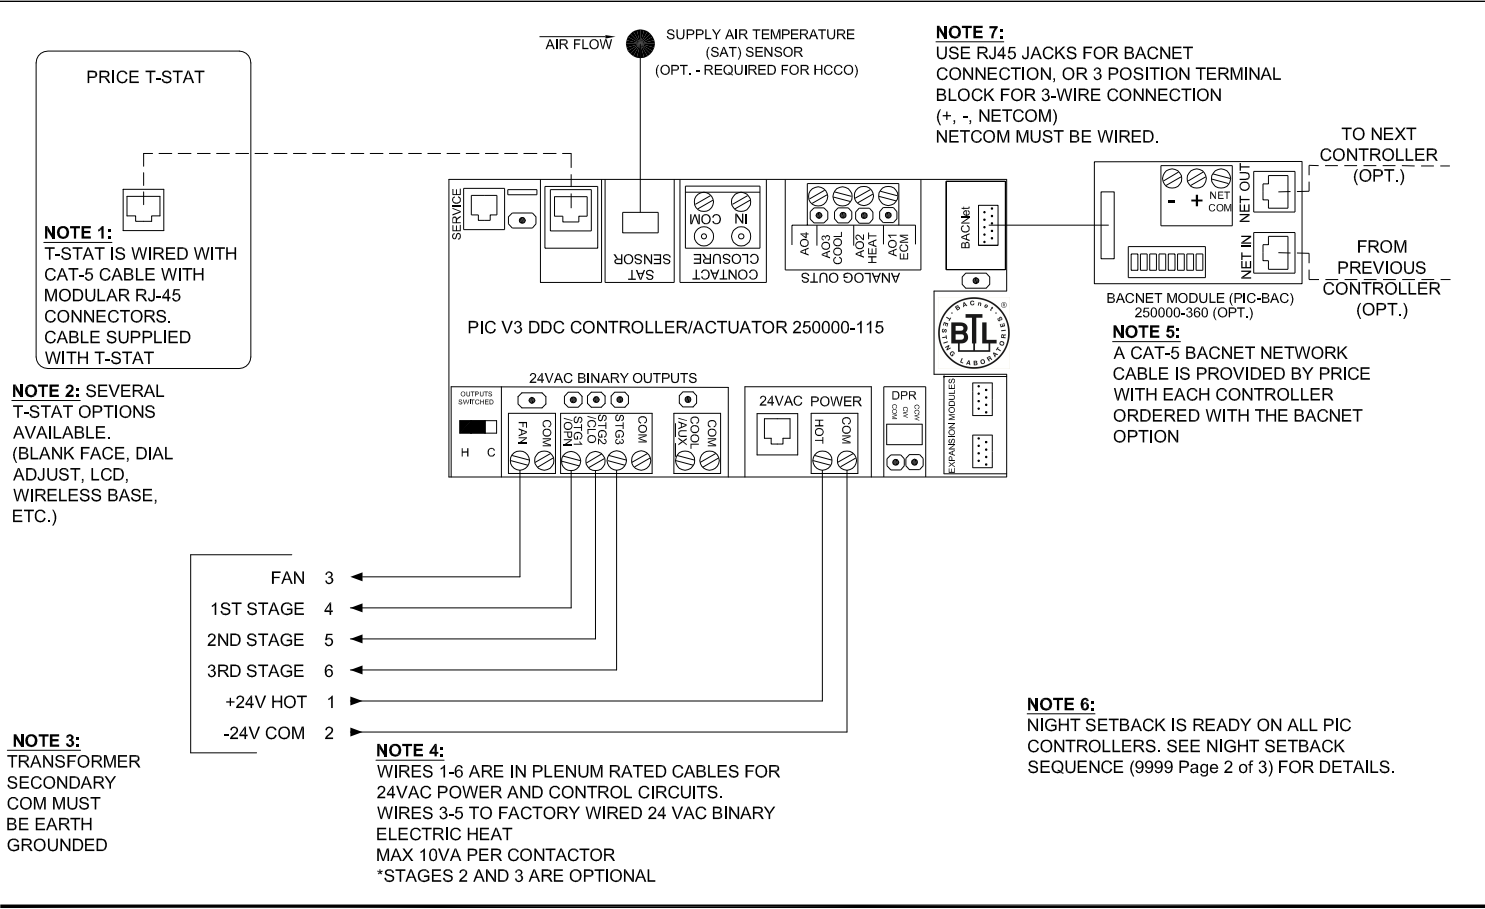 AIR FLOW
SUPPLY AIR TEMPERATURE
(SAT) SENSOR
(OPT. - REQUIRED FOR HCCO)
NOTE 7:
USE RJ45 JACKS FOR BACNET
CONNECTION, OR 3 POSITION TERMINAL
BLOCK FOR 3-WIRE CONNECTION
(+, -, NETCOM)
NETCOM MUST BE WIRED.
PRICE T-STAT
NOTE 1:
T-STAT IS WIRED WITH
CAT-5 CABLE WITH
MODULAR RJ-45
CONNECTORS.
CABLE SUPPLIED
WITH T-STAT
NOTE 2: SEVERAL
T-STAT OPTIONS
AVAILABLE.
(BLANK FACE, DIAL
ADJUST, LCD,
WIRELESS BASE,
ETC.)
SERVICE
SAT
SENSOR
COM
IN
CONTACT
CLOSURE
AO4
AO3
COOL
AO2
HEAT
AO1
ECM
ANALOG OUTS
BACNet
- +
NET
COM
NET OUT
NET IN
TO NEXT
CONTROLLER
(OPT.)
FROM
PREVIOUS
CONTROLLER
(OPT.)
BACNET MODULE (PIC-BAC)
250000-360 (OPT.)
NOTE 5:
A CAT-5 BACNET NETWORK
CABLE IS PROVIDED BY PRICE
WITH EACH CONTROLLER
ORDERED WITH THE BACNET
OPTION
PIC V3 DDC CONTROLLER/ACTUATOR 250000-115
BACnet
TESTING LABORATORIES
BTL
®
24VAC BINARY OUTPUTS
OUTPUTS
SWITCHED
H C
FAN
COM
STG1
/OPN
STG2
/CLO
STG3
COM
COOL
/AUX
COM
24VAC POWER
HOT
COM
DPR
COM
CW
CCW
EXPANSION MODULES
FAN 3
1ST STAGE 4
2ND STAGE 5
3RD STAGE 6
+24V HOT 1
-24V COM 2
NOTE 3:
TRANSFORMER
SECONDARY
COM MUST
BE EARTH
GROUNDED
NOTE 4:
WIRES 1-6 ARE IN PLENUM RATED CABLES FOR
24VAC POWER AND CONTROL CIRCUITS.
WIRES 3-5 TO FACTORY WIRED 24 VAC BINARY
ELECTRIC HEAT
MAX 10VA PER CONTACTOR
*STAGES 2 AND 3 ARE OPTIONAL
NOTE 6:
NIGHT SETBACK IS READY ON ALL PIC
CONTROLLERS. SEE NIGHT SETBACK
SEQUENCE (9999 Page 2 of 3) FOR DETAILS.